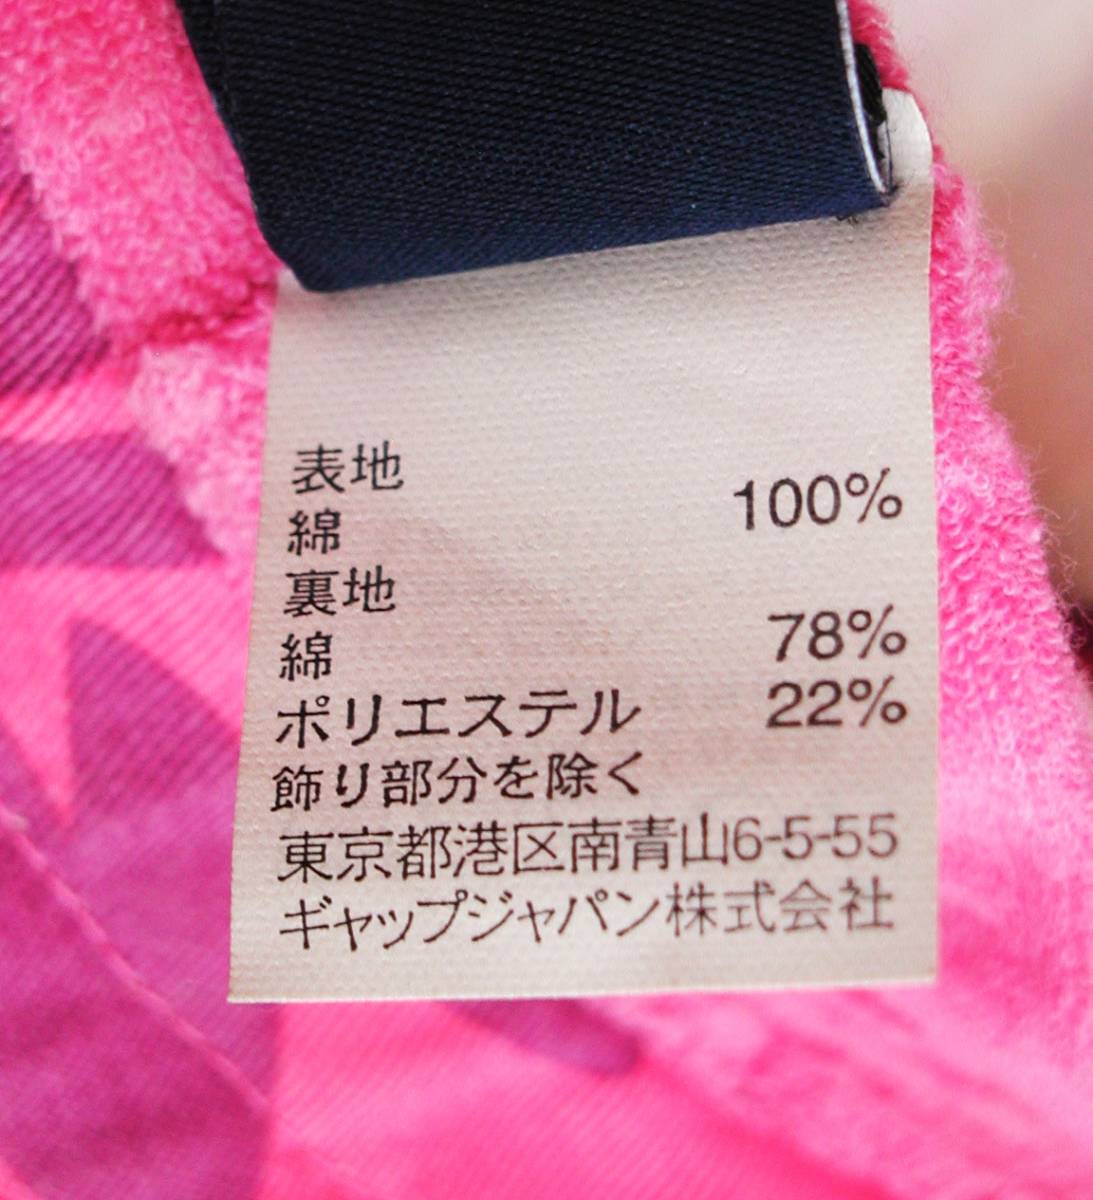 表地
綿 100%
裏地
綿 78%
ポリエステル 22%
飾り部分を除く
東京都港区南青山6-5-55
ギャップジャパン株式会社